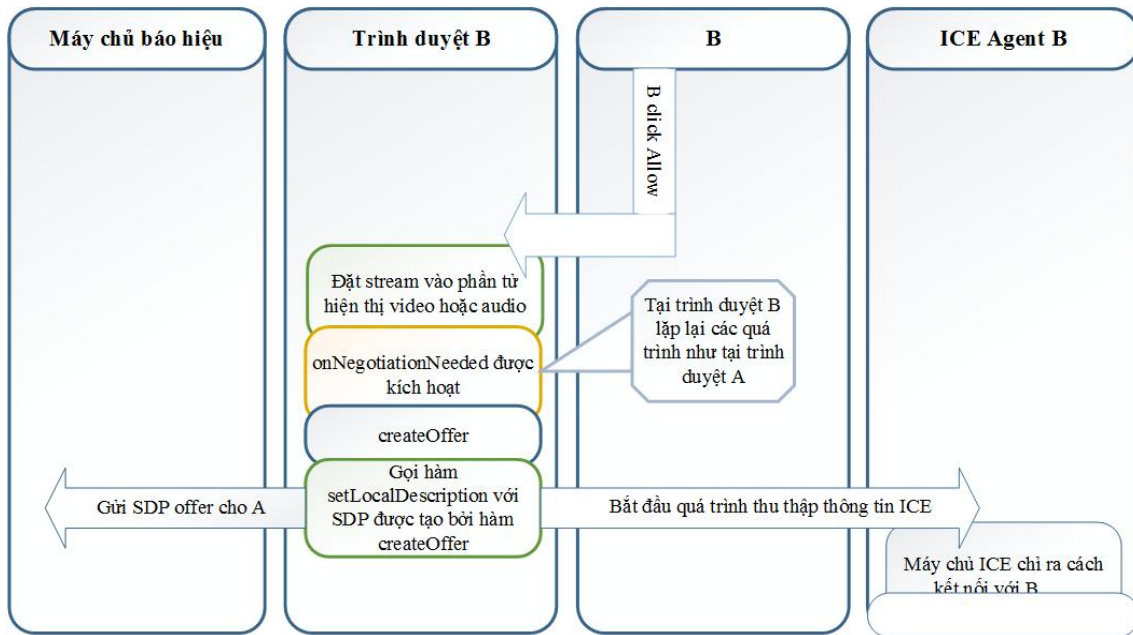 Máy chủ báo hiệu
Trình duyệt B
B
ICE Agent B
B click Allow
Đặt stream vào phần tử
hiện thị video hoặc audio
Tại trình duyệt B
lặp lại các quá
trình như tại trình
duyệt A
onNegotiationNeeded được
kích hoạt
createOffer
Gọi hàm
setLocalDescription với
SDP được tạo bởi hàm
createOffer
Gửi SDP offer cho A
Bắt đầu quá trình thu thập thông tin ICE
Máy chủ ICE chỉ ra cách
kết nối với B